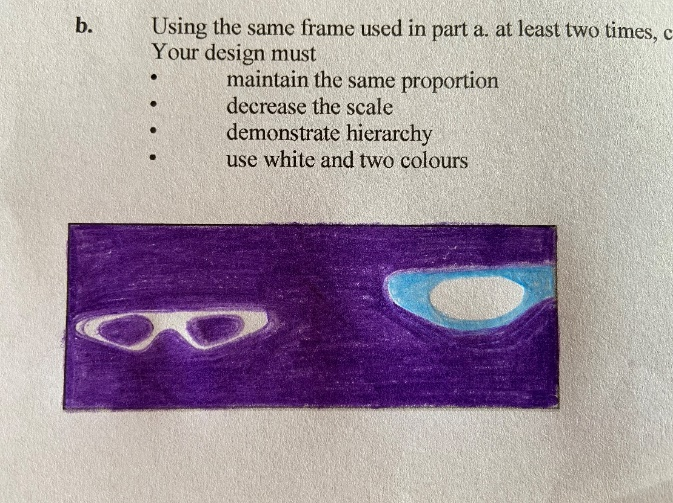 b. Using the same frame used in part a. at least two times, c
Your design must
• maintain the same proportion
• decrease the scale
• demonstrate hierarchy
• use white and two colours